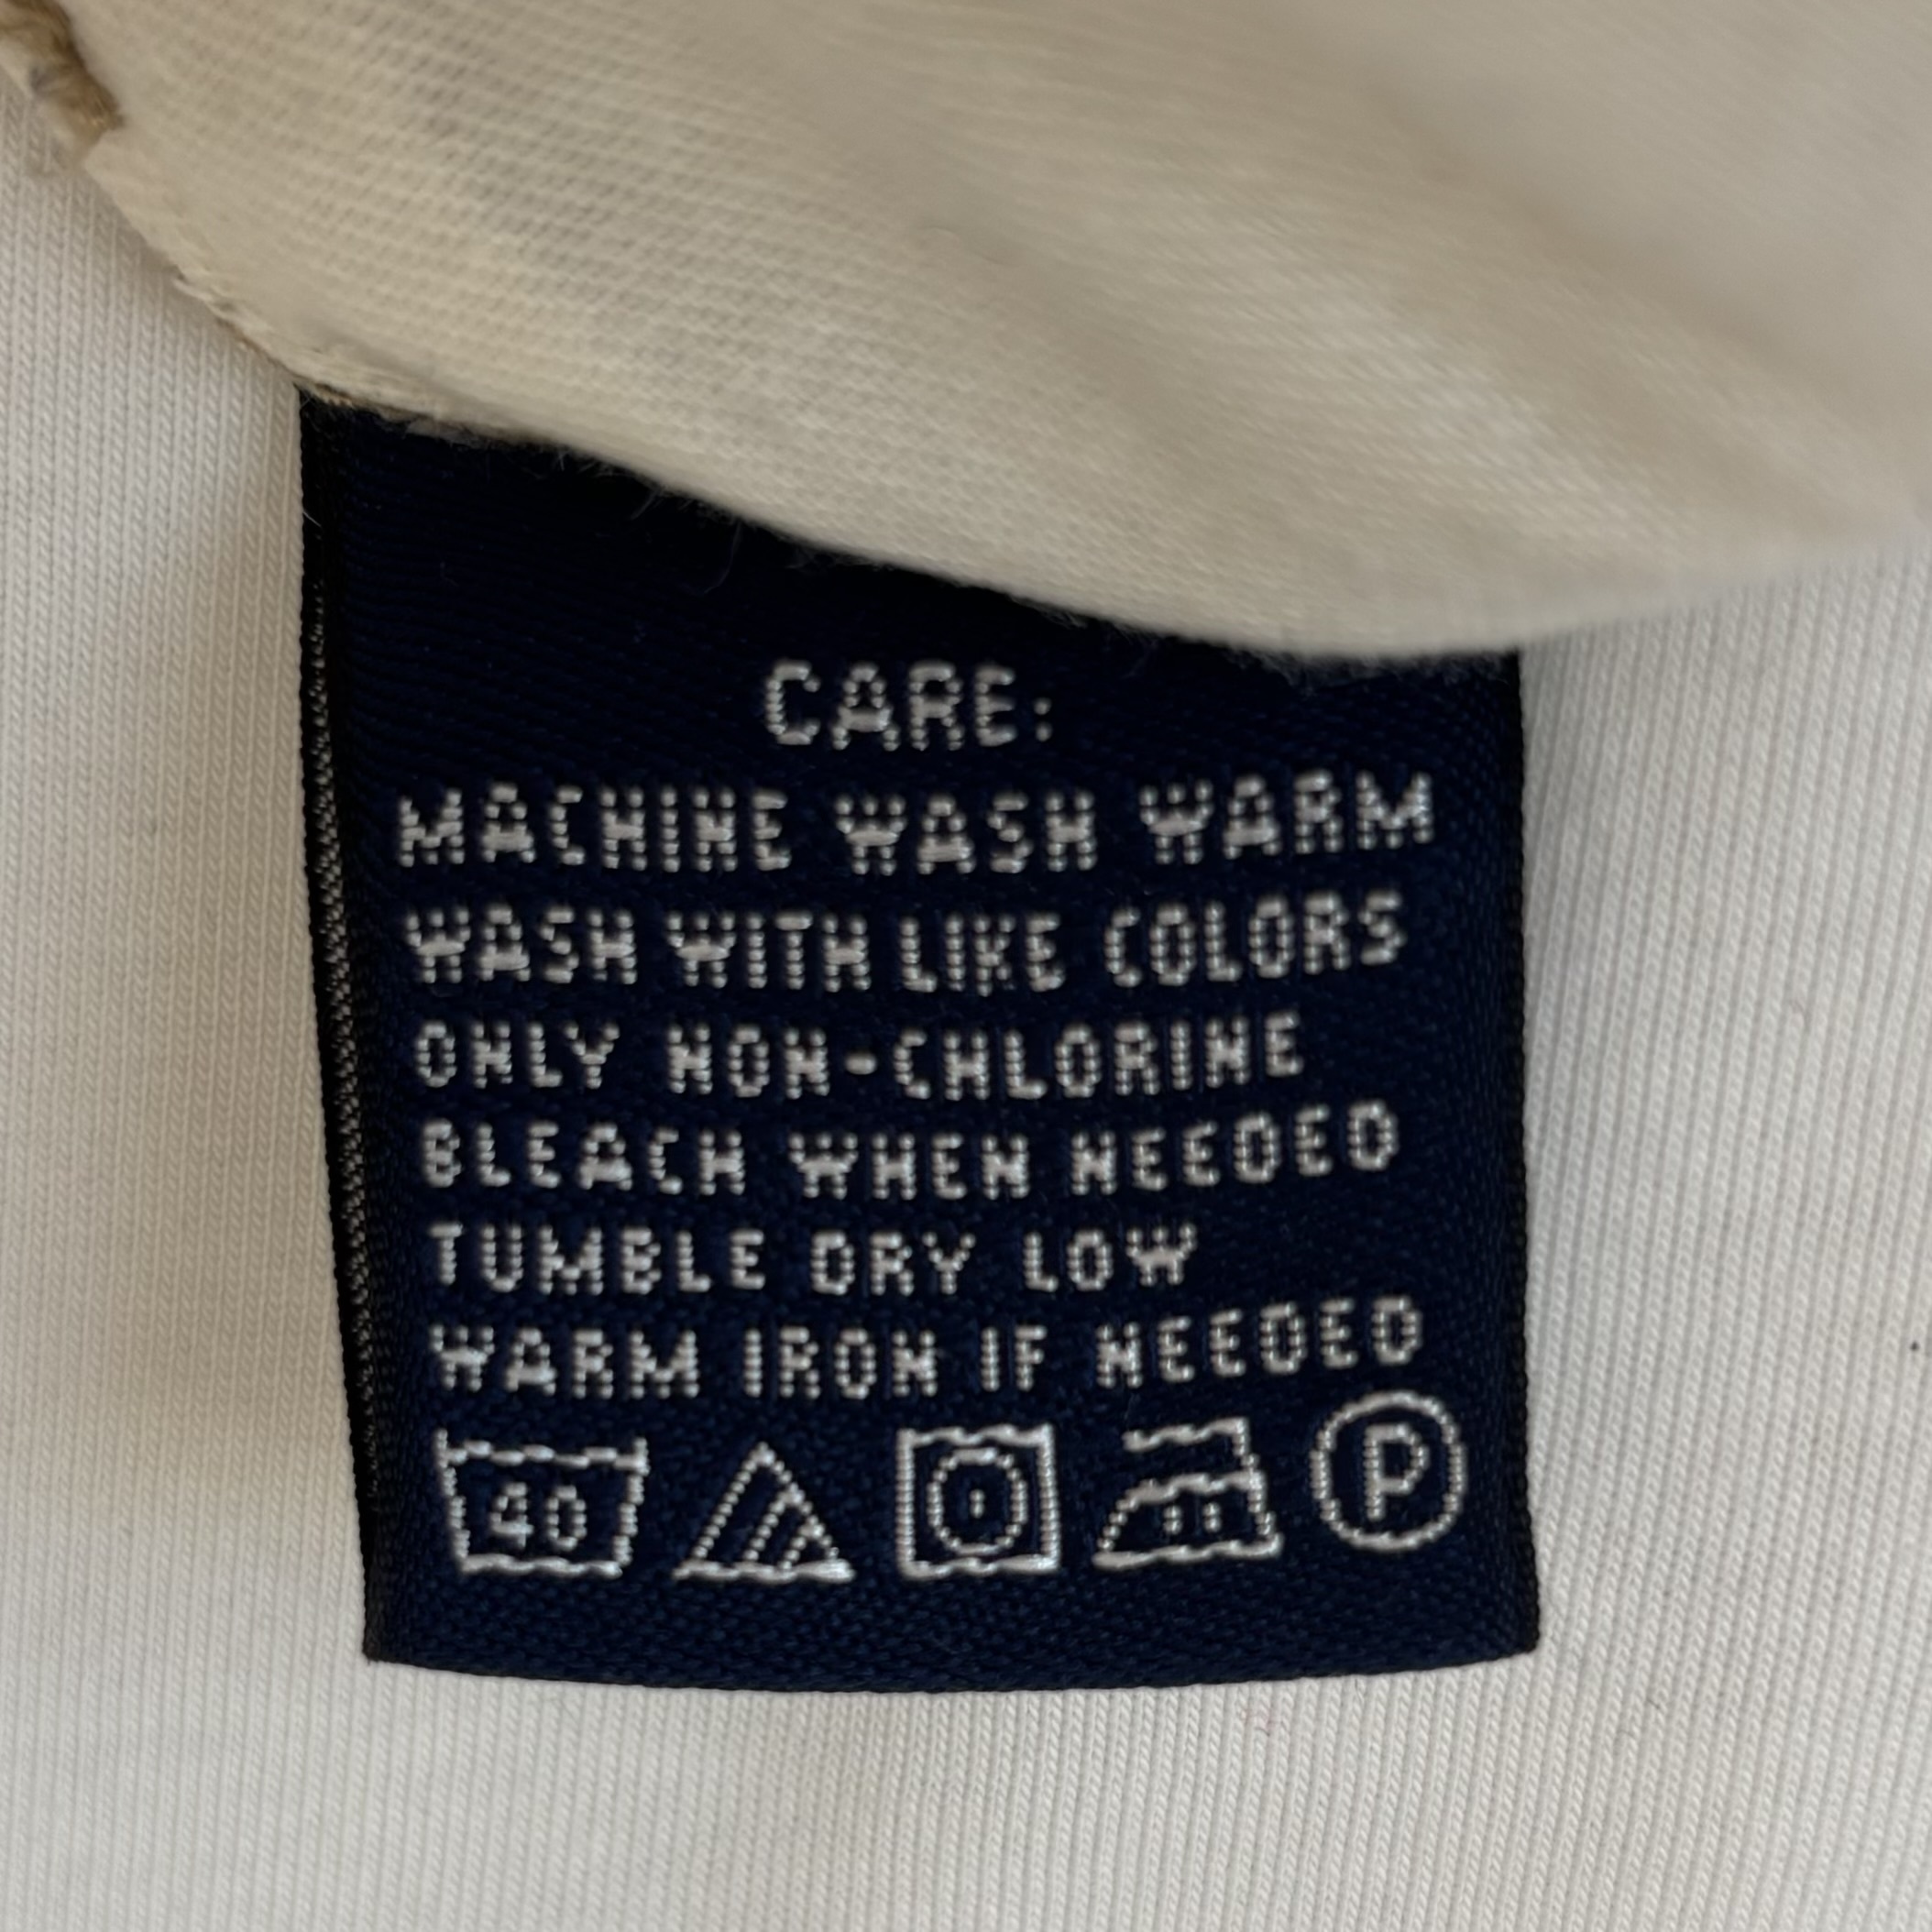 CARE:
MACHINE WASH WARM
WASH WITH LIKE COLORS
ONLY NON-CHLORINE
BLEACH WHEN NEEDED
TUMBLE DRY LOW
WARM IRON IF NEEDED
40 P